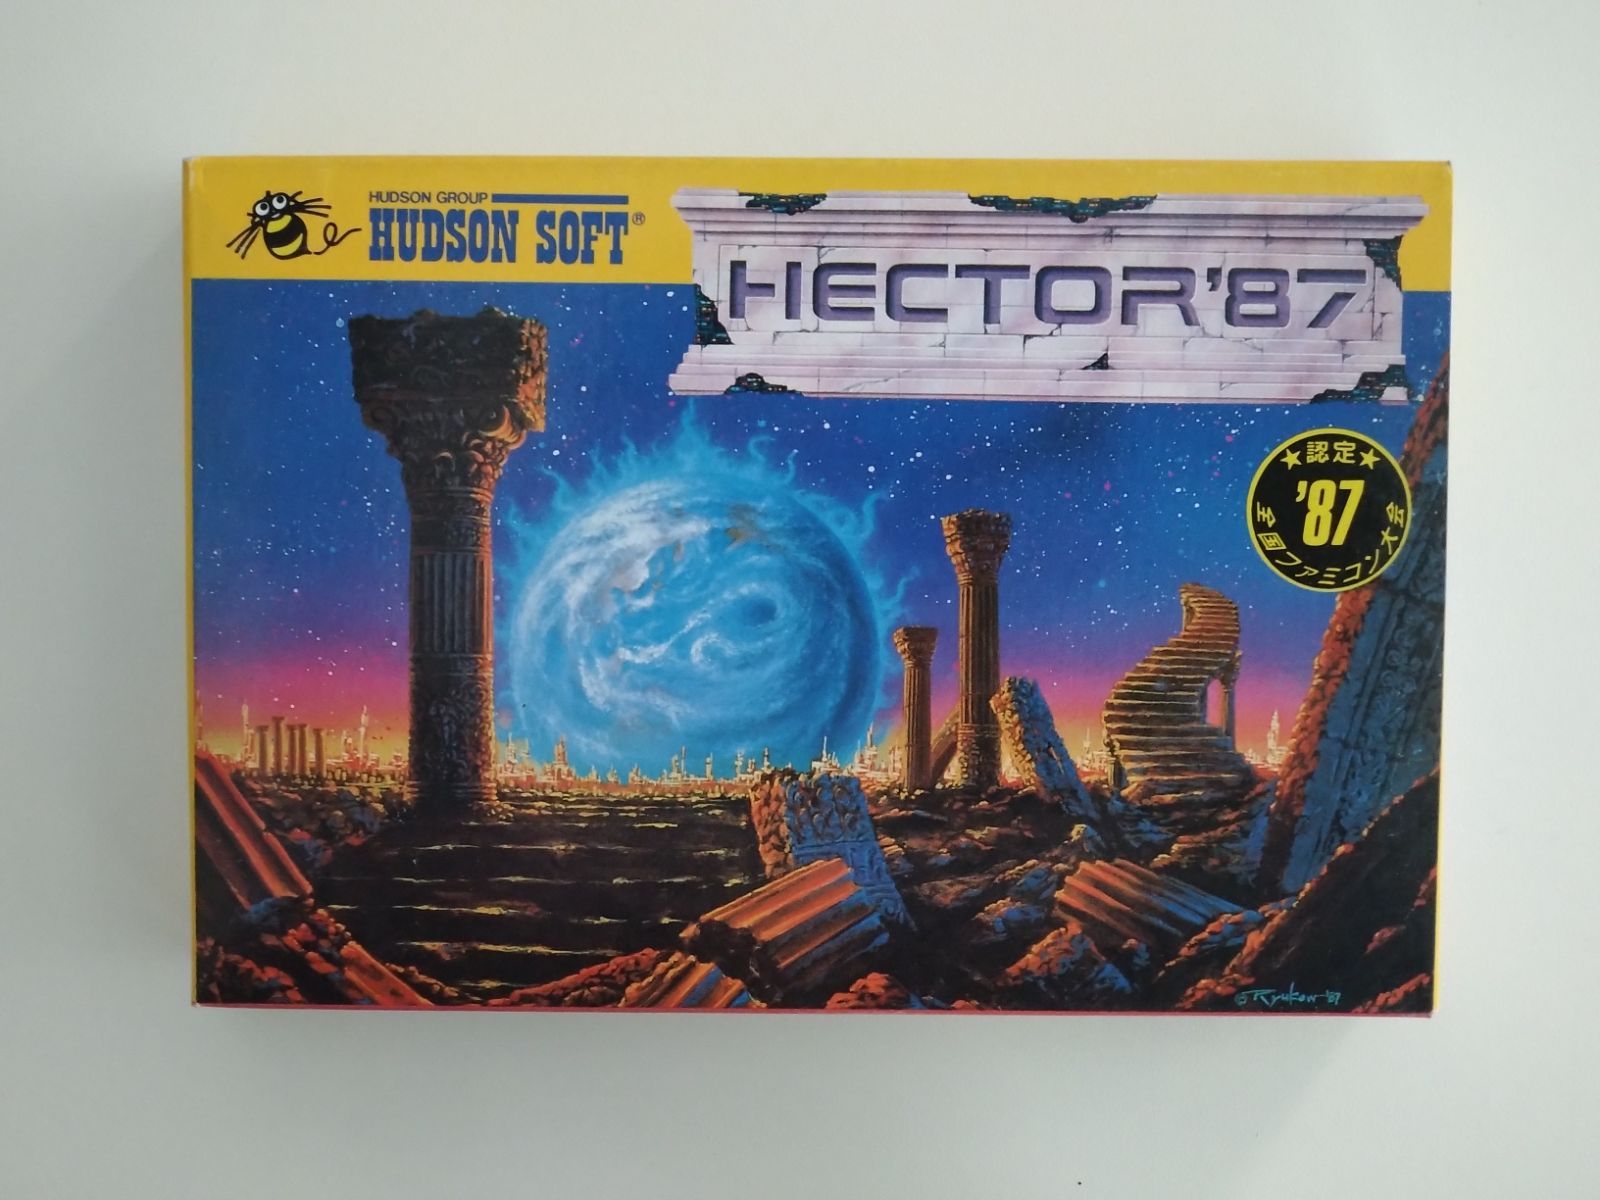 HUDSON GROUP
HUDSON SOFT®
HECTOR'87
★認定★
'87
全国ファミコン大会
© Ryukow '87